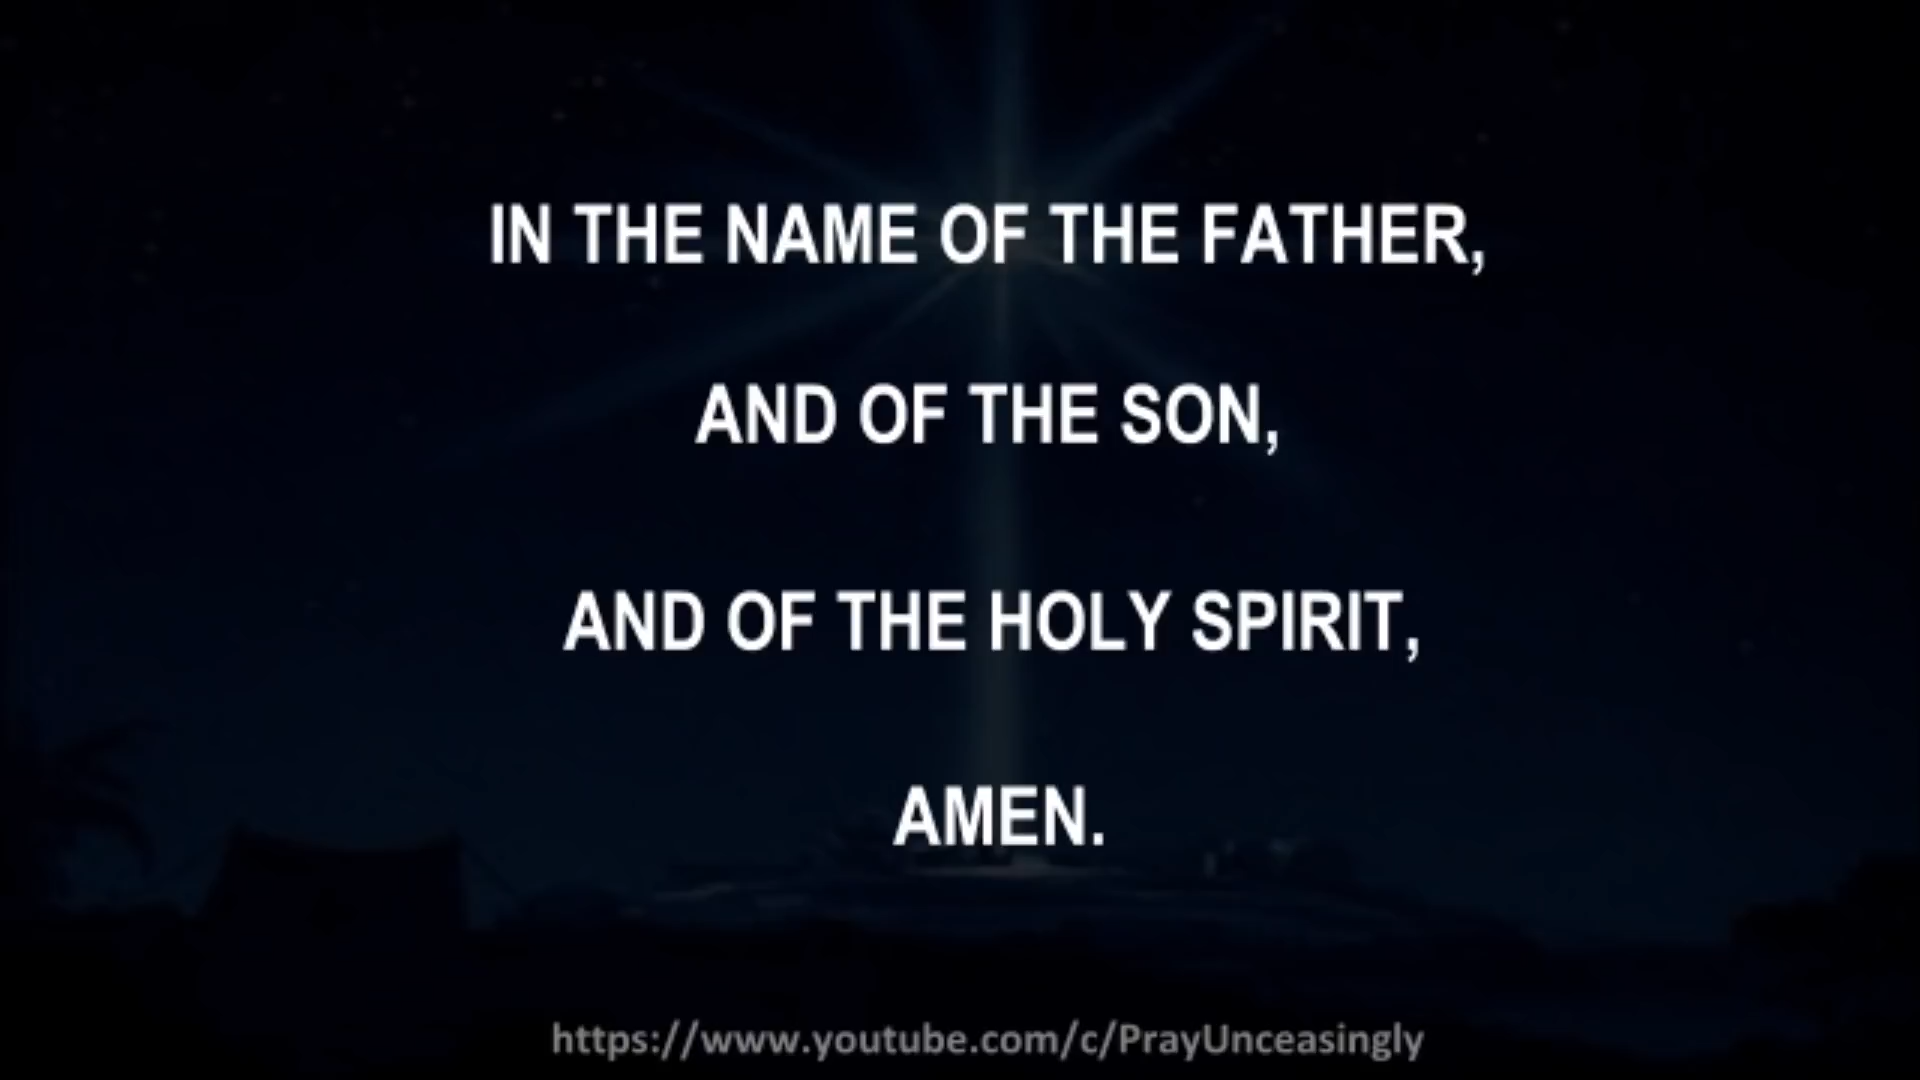 IN THE NAME OF THE FATHER,
AND OF THE SON,
AND OF THE HOLY SPIRIT,
AMEN.
https://www.youtube.com/c/PrayUnceasingly